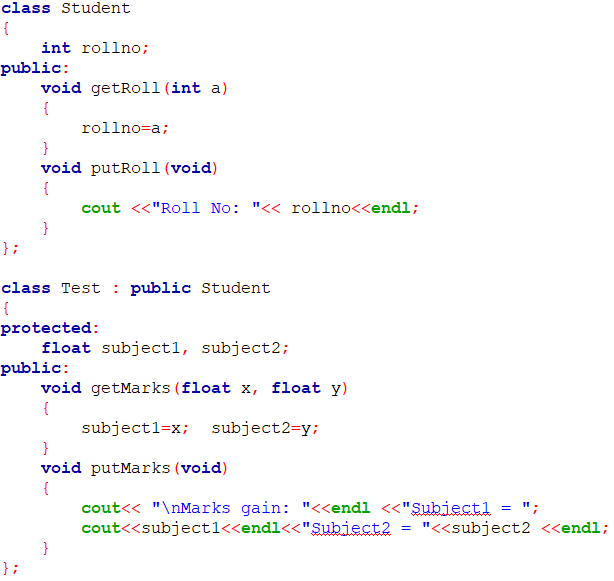 class Student
{
    int rollno;
public:
    void getRoll(int a)
    {
        rollno=a;
    }
    void putRoll(void)
    {
        cout <<"Roll No: "<< rollno<<endl;
    }
};

class Test : public Student
{
protected:
    float subject1, subject2;
public:
    void getMarks(float x, float y)
    {
        subject1=x;  subject2=y;
    }
    void putMarks(void)
    {
        cout<< "\nMarks gain: "<<endl <<"Subject1 = ";
        cout<<subject1<<endl<<"Subject2 = "<<subject2 <<endl;
    }
};